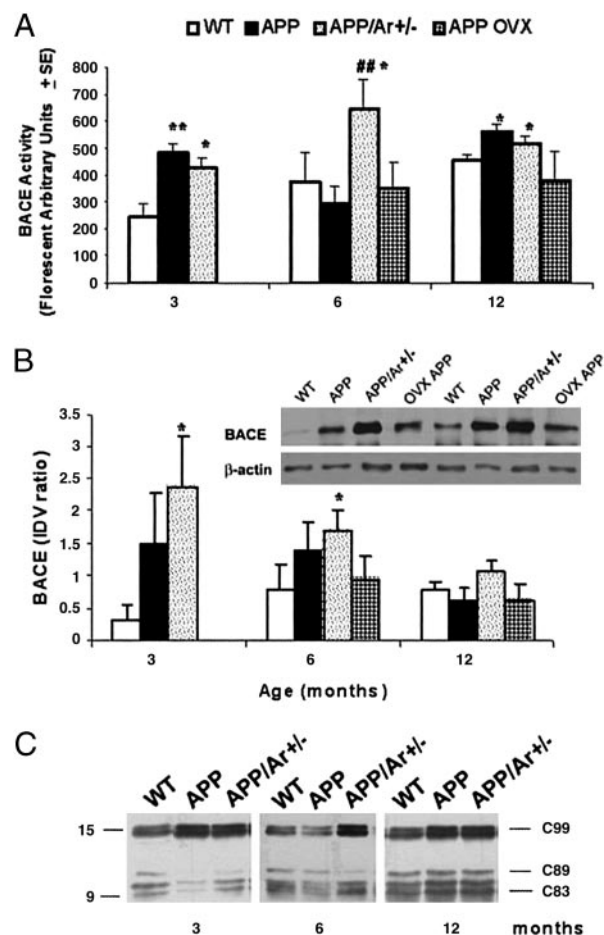 A
WT APP APP/Ar+/- APP OVX
BACE Activity
(Florescent Arbitrary Units ± SE)
800
700
600
500
400
300
200
100
0
** * ## * * *
3 6 12
B
WT APP APP/Ar+/- OVX APP WT APP APP/Ar+/- OVX APP
BACE
β-actin
BACE (IDV ratio)
3.5
3
2.5
2
1.5
1
0.5
0
* *
3 6 12
Age (months)
C
WT APP APP/Ar+/- WT APP APP/Ar+/- WT APP APP/Ar+/-
15 — — C99
— C89
9 — — C83
3 6 12 months